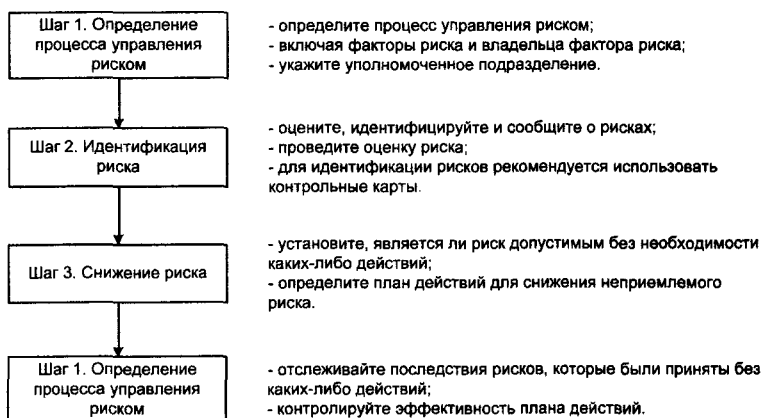 Шаг 1. Определение
процесса управления
риском
- определите процесс управления риском;
- включая факторы риска и владельца фактора риска;
- укажите уполномоченное подразделение.
Шаг 2. Идентификация
риска
- оцените, идентифицируйте и сообщите о рисках;
- проведите оценку риска;
- для идентификации рисков рекомендуется использовать
контрольные карты.
Шаг 3. Снижение риска
- установите, является ли риск допустимым без необходимости
каких-либо действий;
- определите план действий для снижения неприемлемого
риска.
Шаг 1. Определение
процесса управления
риском
- отслеживайте последствия рисков, которые были приняты без
каких-либо действий;
- контролируйте эффективность плана действий.